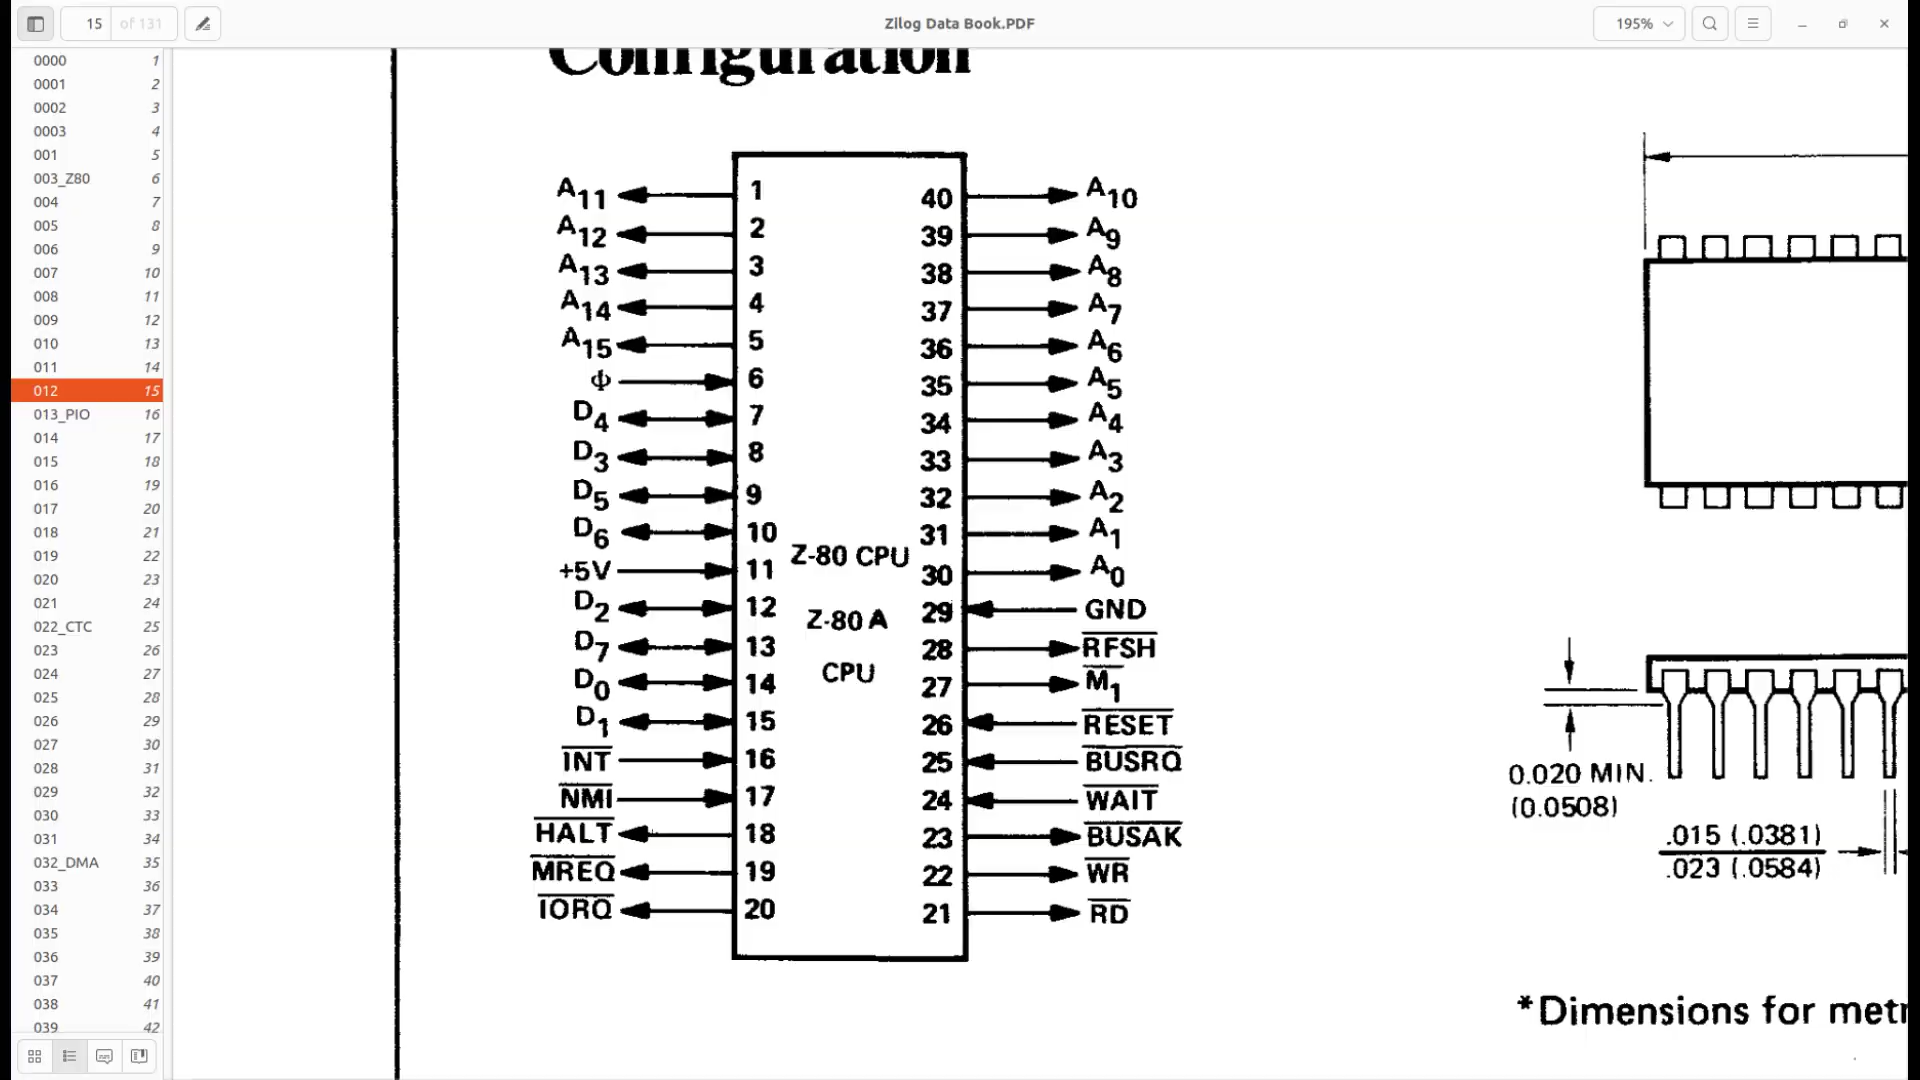 15 of 131
Zilog Data Book.PDF
195%
0000 1
0001 2
0002 3
0003 4
001 5
003_Z80 6
004 7
005 8
006 9
007 10
008 11
009 12
010 13
011 14
012 15
013_PIO 16
014 17
015 18
016 19
017 20
018 21
019 22
020 23
021 24
022_CTC 25
023 26
024 27
025 28
026 29
027 30
028 31
029 32
030 33
031 34
032_DMA 35
033 36
034 37
035 38
036 39
037 40
038 41
039 42
Configuration
A11 1 40 A10
A12 2 39 A9
A13 3 38 A8
A14 4 37 A7
A15 5 36 A6
Φ 6 35 A5
D4 7 34 A4
D3 8 33 A3
D5 9 32 A2
D6 10 31 A1
+5V 11 30 A0
D2 12 29 GND
D7 13 28 RFSH
D0 14 27 M1
D1 15 26 RESET
INT 16 25 BUSRQ
NMI 17 24 WAIT
HALT 18 23 BUSAK
MREQ 19 22 WR
IORQ 20 21 RD
Z-80 CPU
Z-80 A
CPU
0.020 MIN.
(0.0508)
.015 (.0381)
.023 (.0584)
*Dimensions for metr